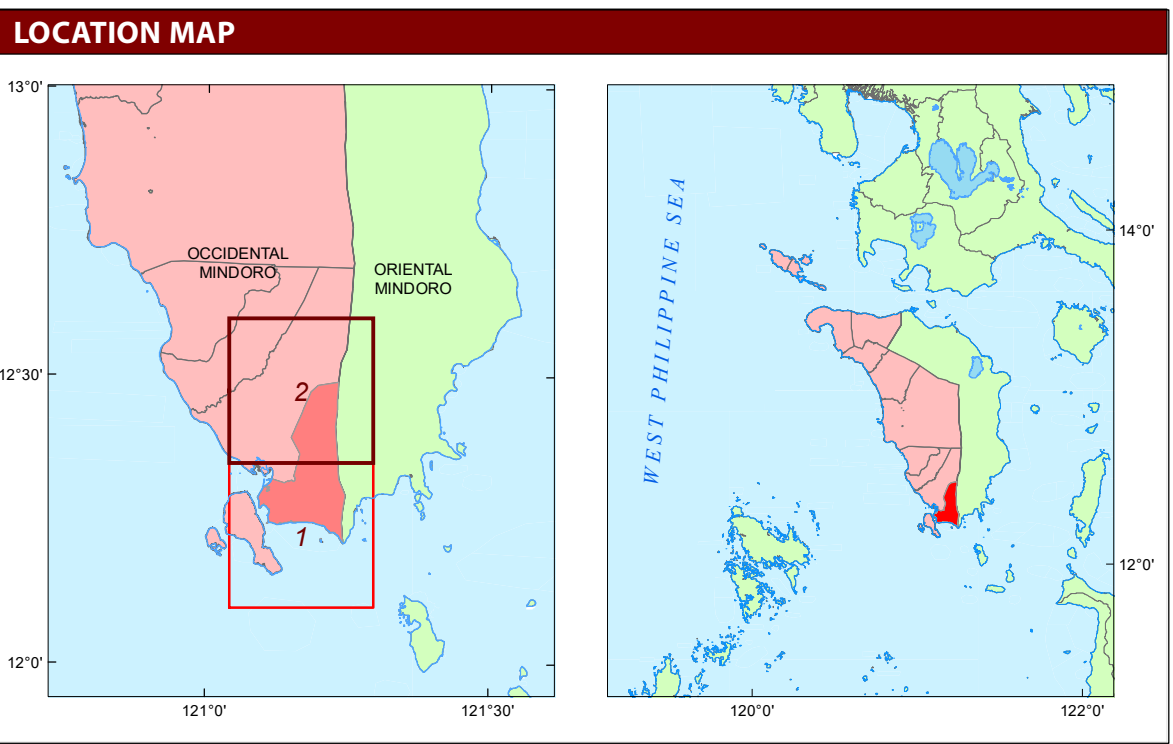 LOCATION MAP
13°0'
OCCIDENTAL
MINDORO
ORIENTAL
MINDORO
12°30'
2
1
12°0'
121°0'
121°30'
WEST PHILIPPINE SEA
14°0'
12°0'
120°0'
122°0'